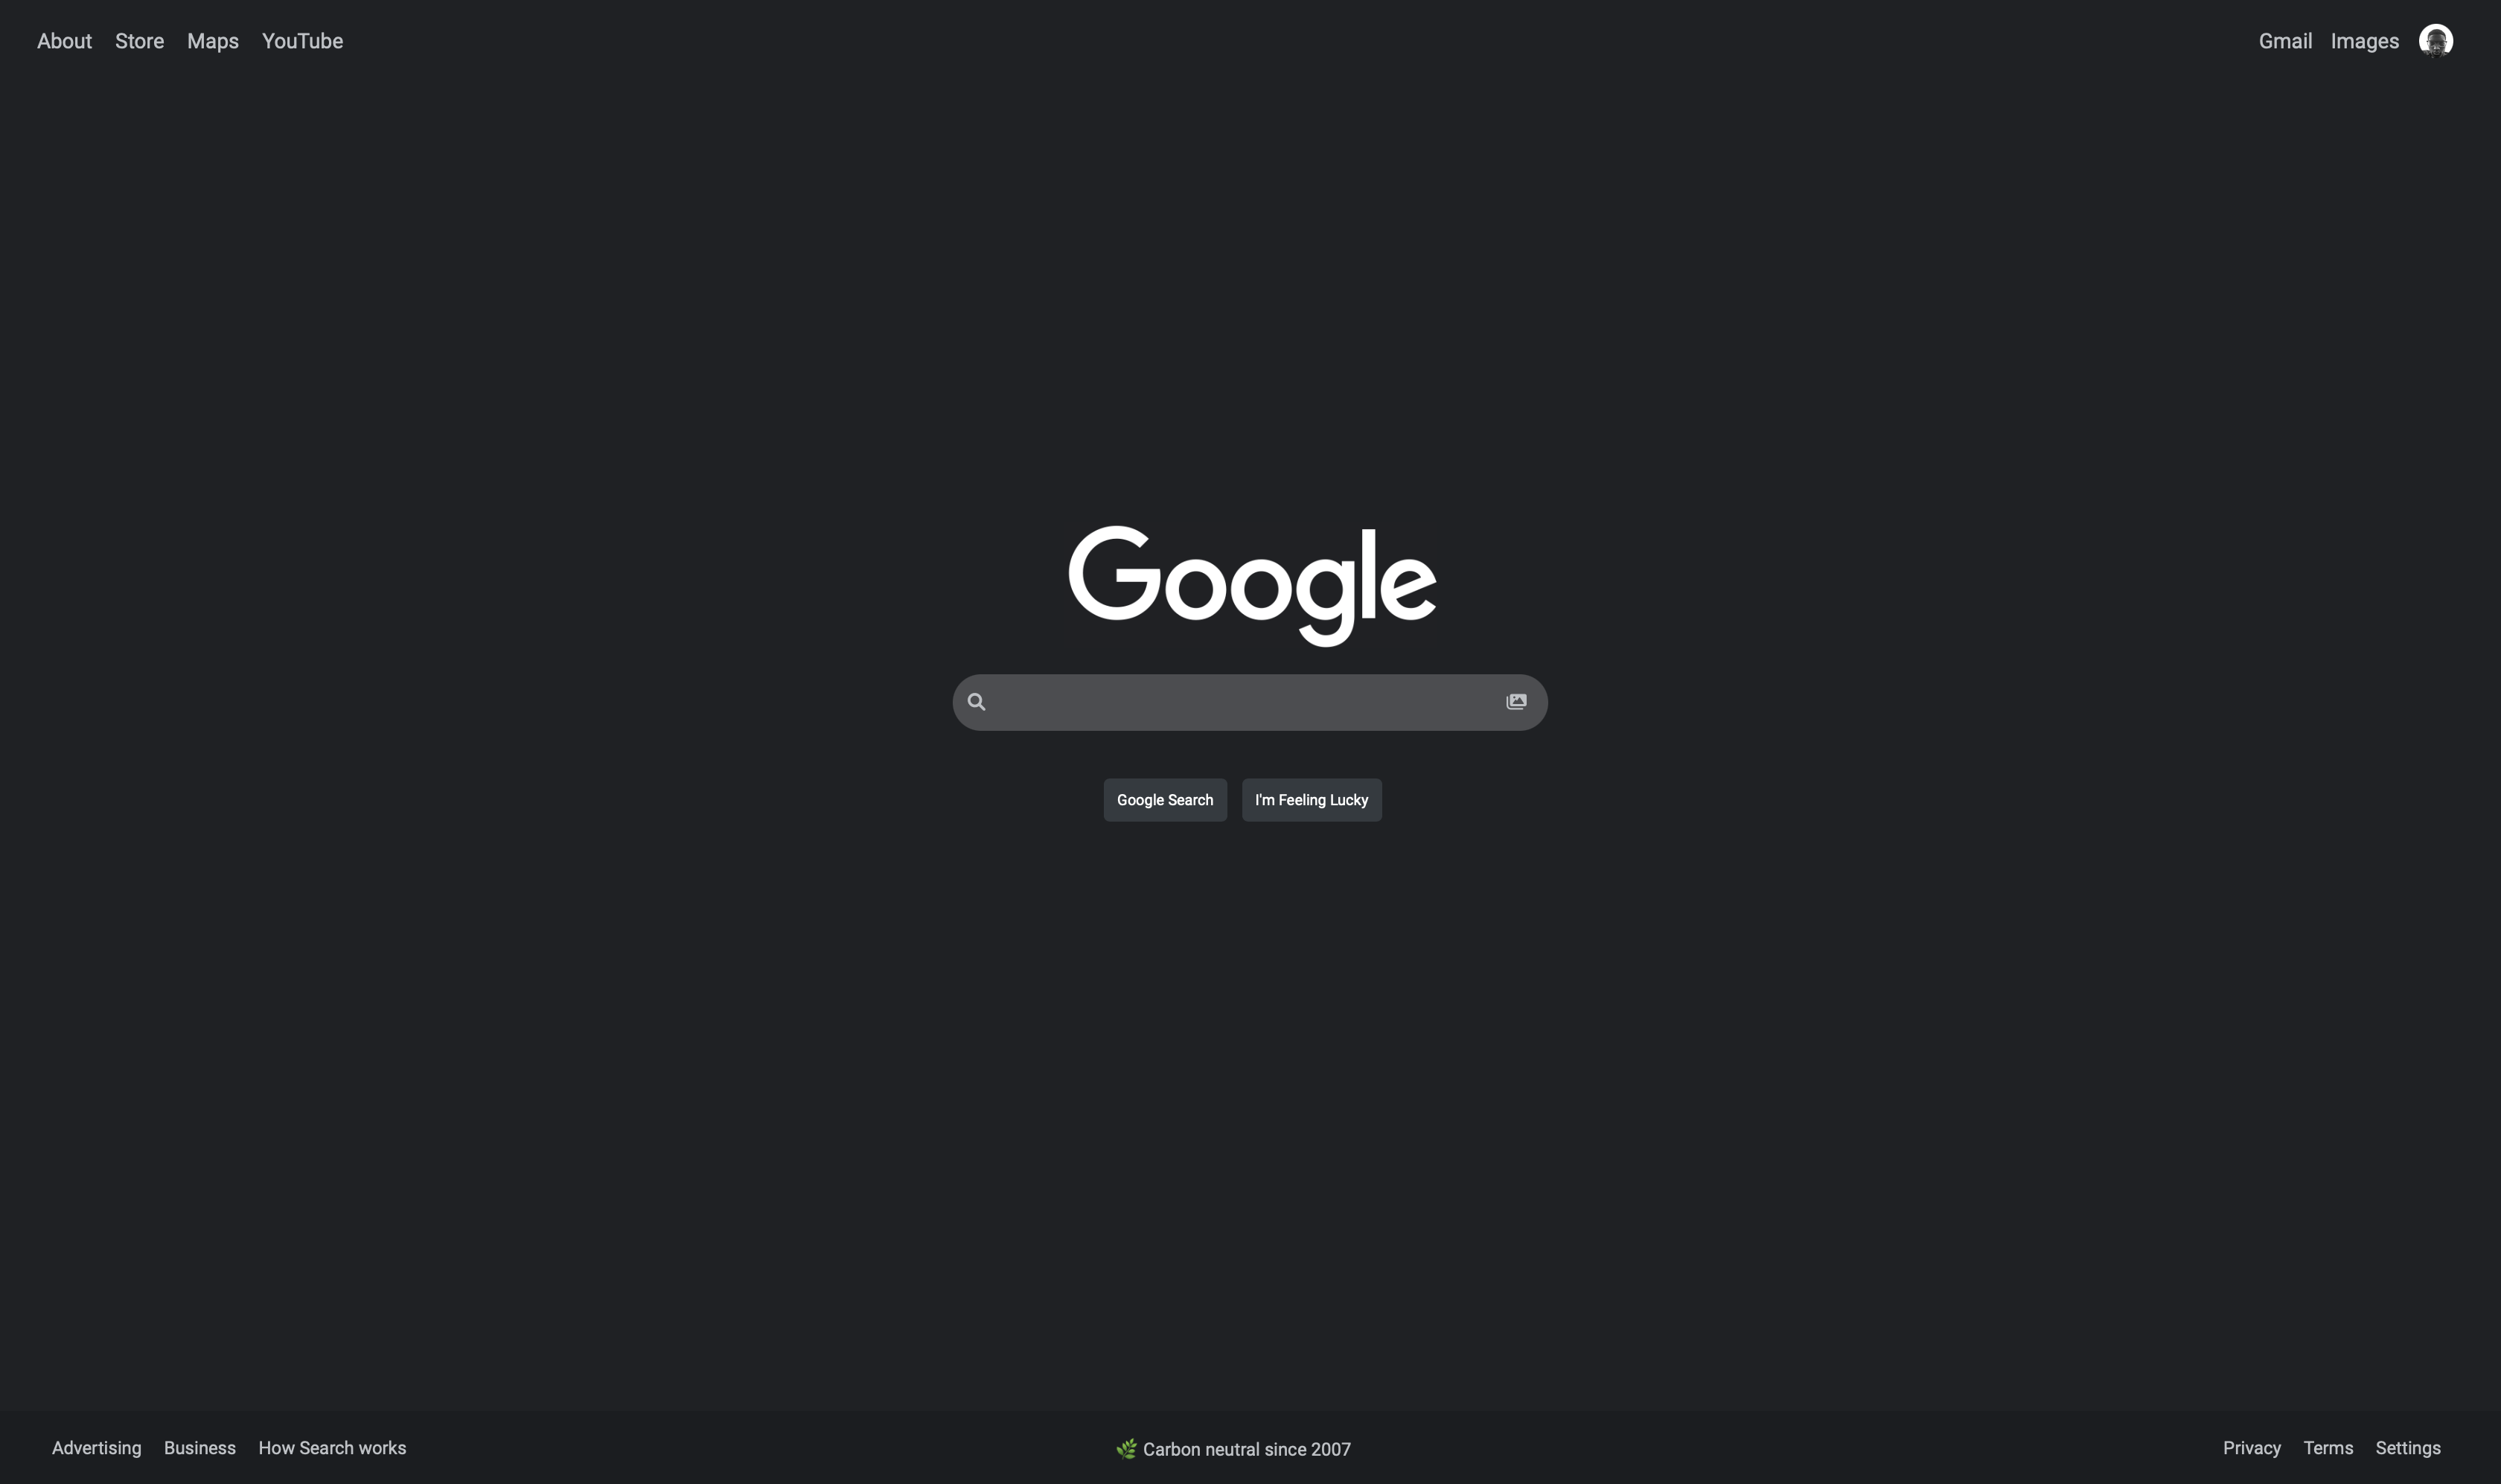 About Store Maps YouTube Gmail Images
Google
Google Search I'm Feeling Lucky
Advertising Business How Search works Carbon neutral since 2007 Privacy Terms Settings